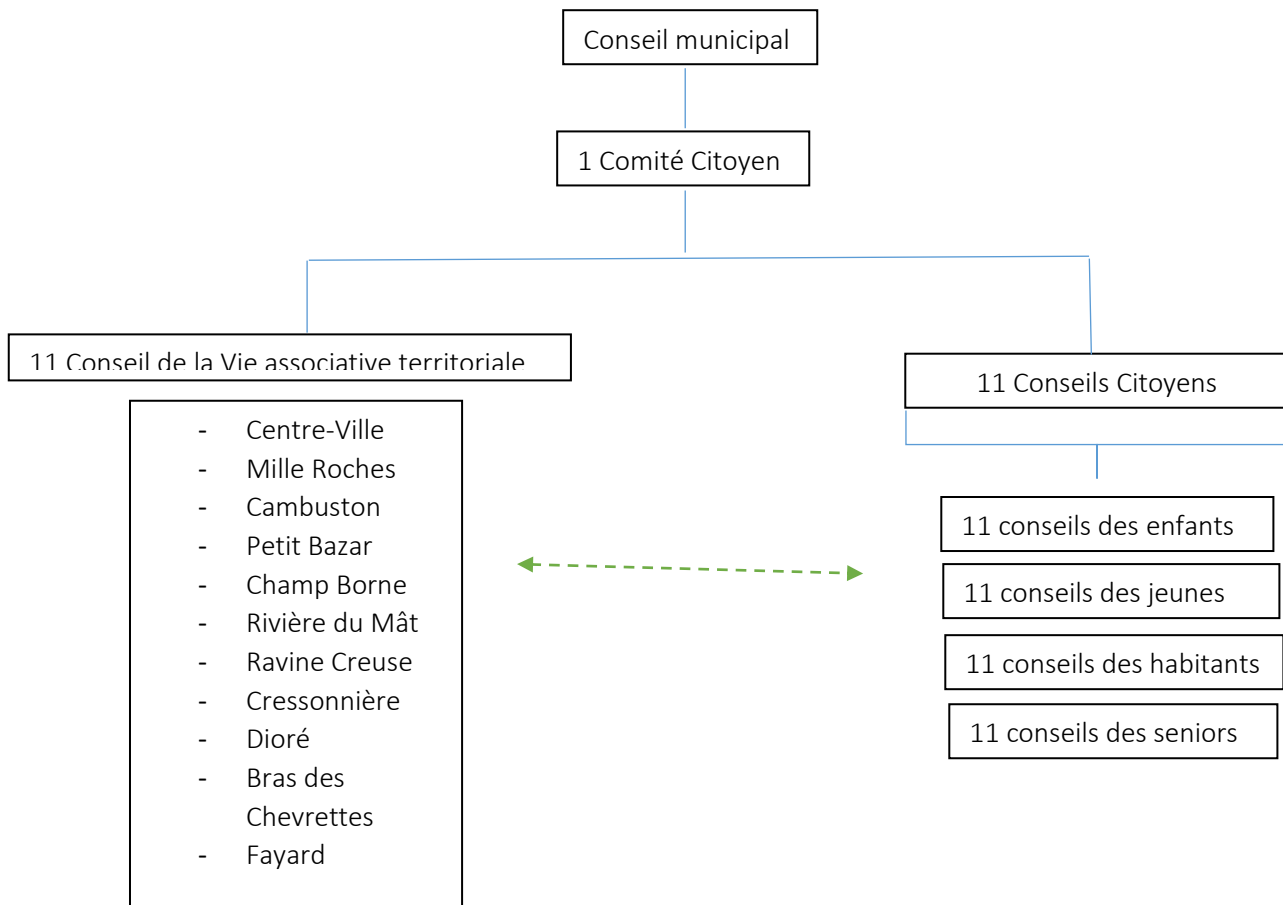 Conseil municipal
1 Comité Citoyen
11 Conseil de la Vie associative territoriale
- Centre-Ville
- Mille Roches
- Cambuston
- Petit Bazar
- Champ Borne
- Rivière du Mât
- Ravine Creuse
- Cressonnière
- Dioré
- Bras des
Chevrettes
- Fayard
11 Conseils Citoyens
11 conseils des enfants
11 conseils des jeunes
11 conseils des habitants
11 conseils des seniors